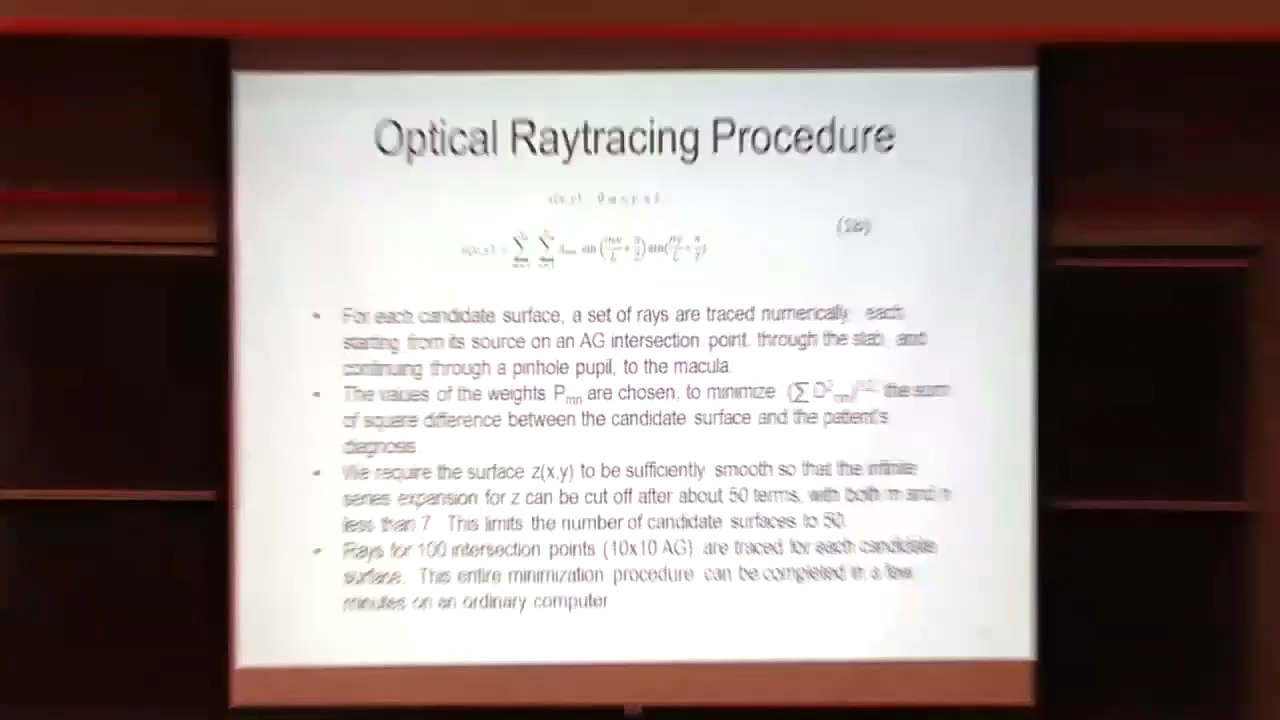 Optical Raytracing Procedure
• For each candidate surface, a set of rays are traced numerically, each
starting from its source on an AG intersection point, through the slab, and
continuing through a pinhole pupil, to the macula.
• The values of the weights Pmn are chosen, to minimize (∑ D²mn)^1/2, the sum
of square difference between the candidate surface and the patient's
diagnosis.
• We require the surface z(x,y) to be sufficiently smooth so that the infinite
series expansion for z can be cut off after about 50 terms, with both m and n
less than 7. This limits the number of candidate surfaces to 50.
• Rays for 100 intersection points (10x10 AG) are traced for each candidate
surface. This entire minimization procedure can be completed in a few
minutes on an ordinary computer